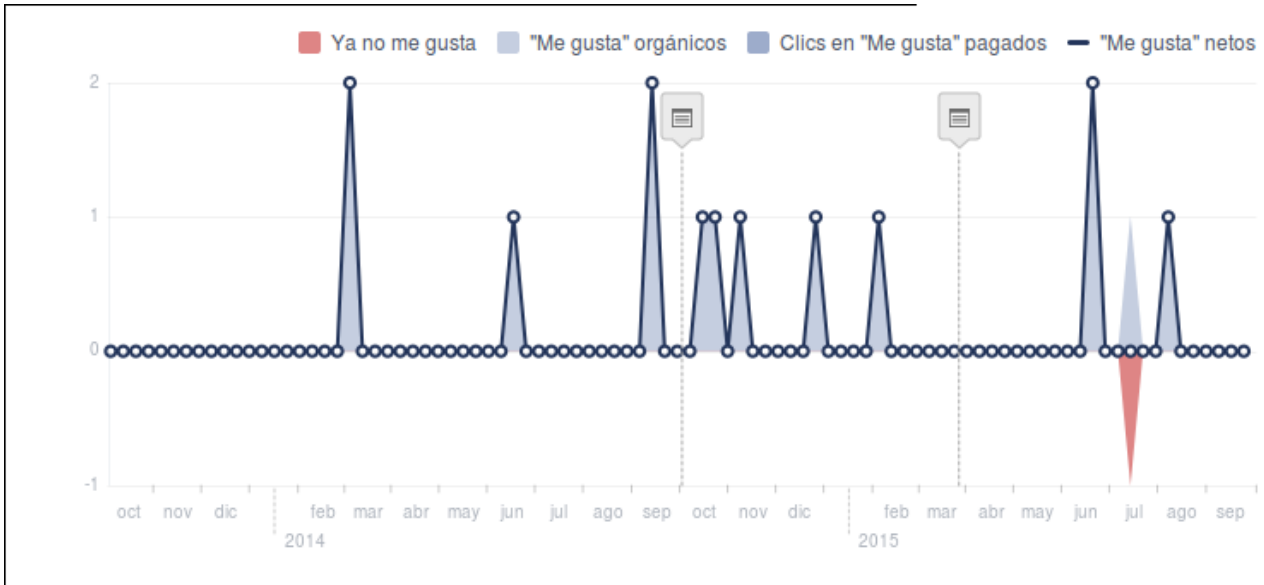 Ya no me gusta "Me gusta" orgánicos Clics en "Me gusta" pagados "Me gusta" netos
2
1
0
-1
oct nov dic feb mar abr may jun jul ago sep oct nov dic feb mar abr may jun jul ago sep
2014 2015